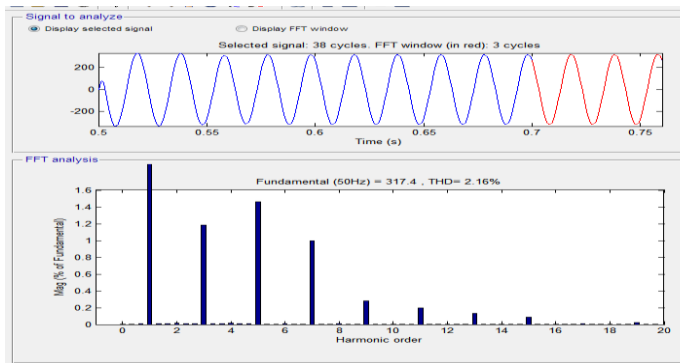 Signal to analyze
Display selected signal Display FFT window
Selected signal: 38 cycles. FFT window (in red): 3 cycles
200
0
-200
0.5 0.55 0.6 0.65 0.7 0.75
Time (s)
FFT analysis
Fundamental (50Hz) = 317.4 , THD= 2.16%
Mag (% of Fundamental)
1.6
1.4
1.2
1
0.8
0.6
0.4
0.2
0
0 2 4 6 8 10 12 14 16 18 20
Harmonic order